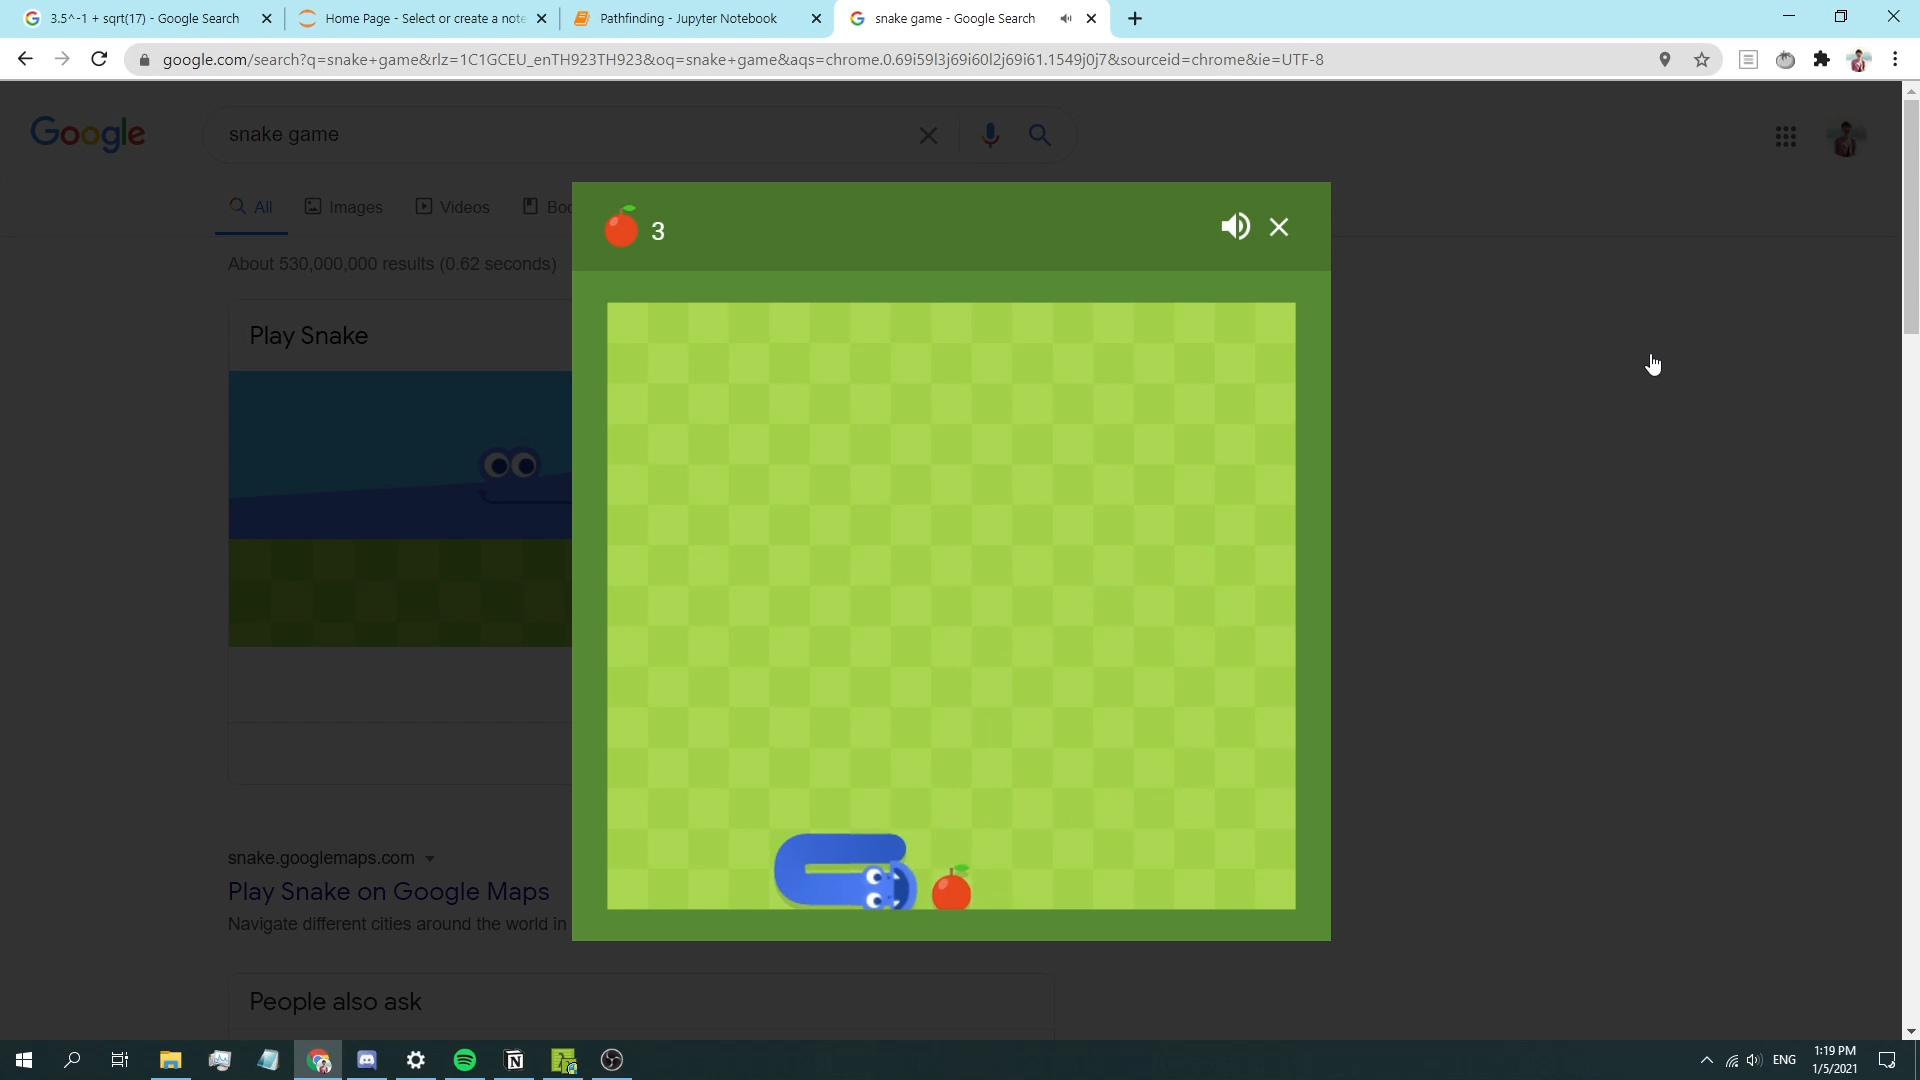 3.5^-1 + sqrt(17) - Google Search
Home Page - Select or create a note
Pathfinding - Jupyter Notebook
snake game - Google Search
google.com/search?q=snake+game&rlz=1C1GCEU_enTH923TH923&oq=snake+game&aqs=chrome.0.69i59l3j69i60l2j69i61.1549j0j7&sourceid=chrome&ie=UTF-8
Google
snake game
All
Images
Videos
Boo
About 530,000,000 results (0.62 seconds)
3
Play Snake
snake.googlemaps.com
Play Snake on Google Maps
Navigate different cities around the world in
People also ask
ENG
1:19 PM
1/5/2021